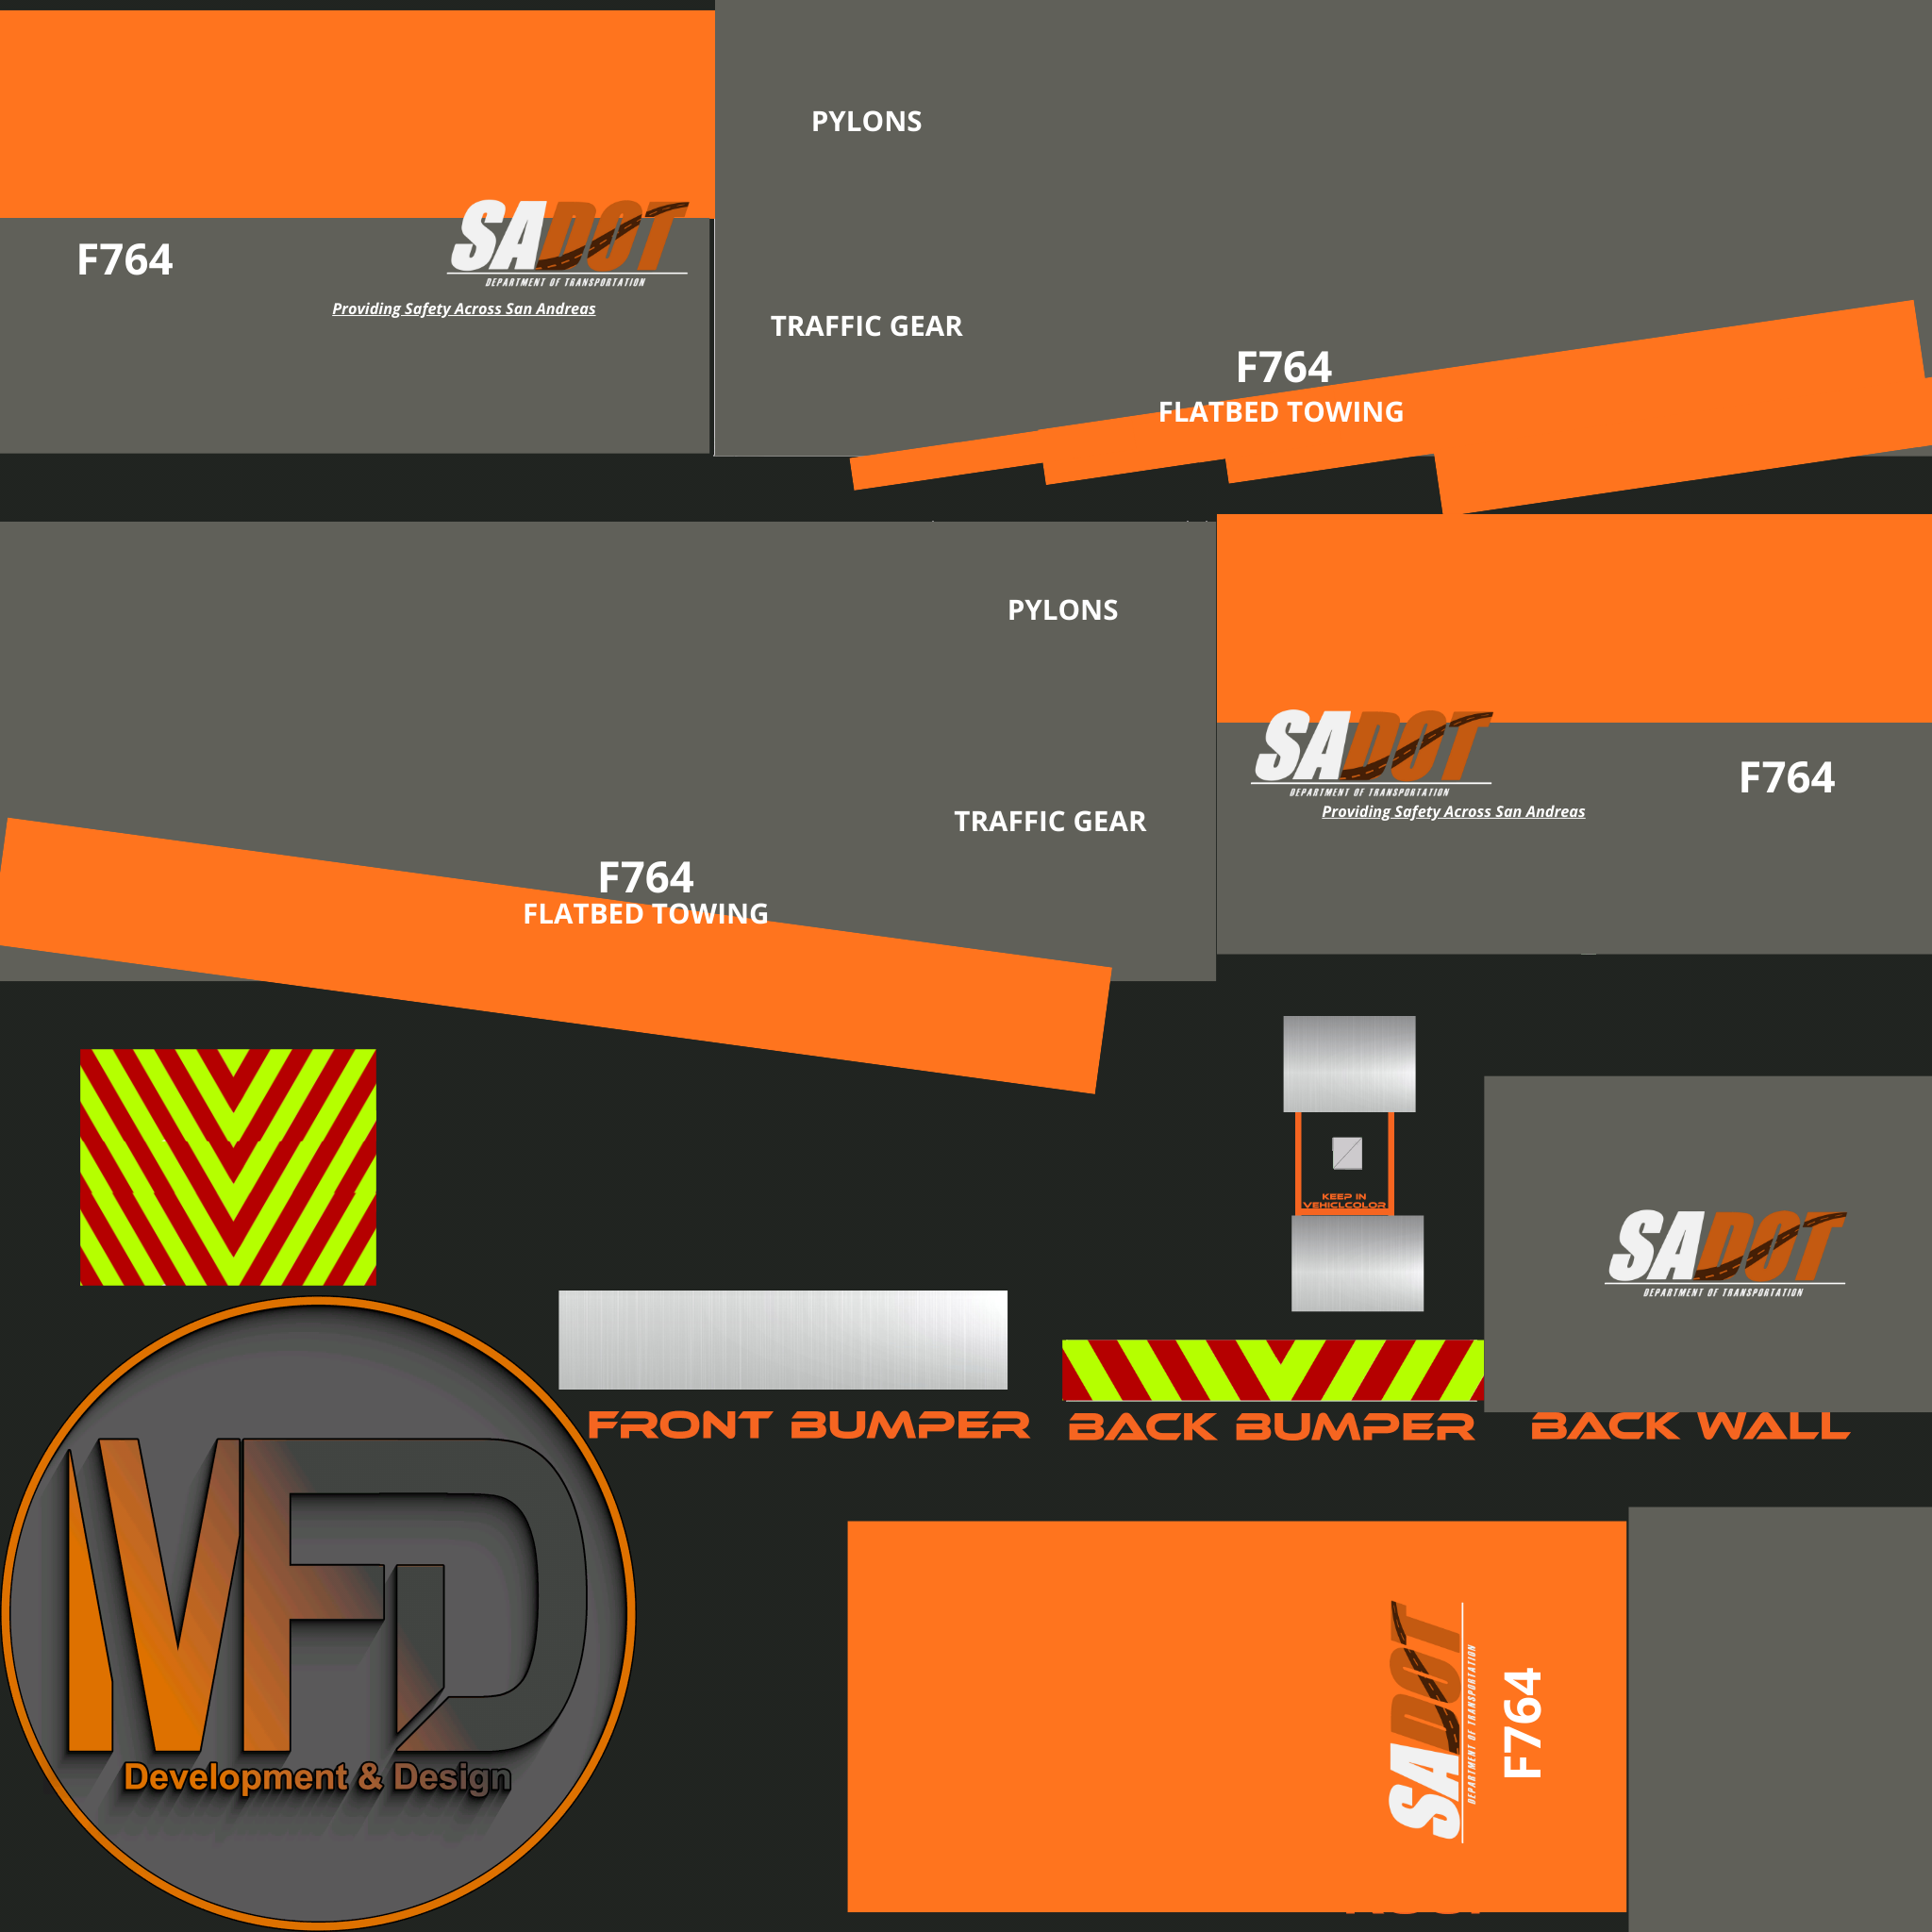 PYLONS
SADOT
DEPARTMENT OF TRANSPORTATION
F764
Providing Safety Across San Andreas
TRAFFIC GEAR
F764
FLATBED TOWING
PYLONS
SADOT
DEPARTMENT OF TRANSPORTATION
F764
Providing Safety Across San Andreas
TRAFFIC GEAR
F764
FLATBED TOWING
KEEP IN
VEHICLCOLOR
SADOT
DEPARTMENT OF TRANSPORTATION
FRONT BUMPER
BACK BUMPER
BACK WALL
MFD
Development & Design
SADOT
DEPARTMENT OF TRANSPORTATION
F764